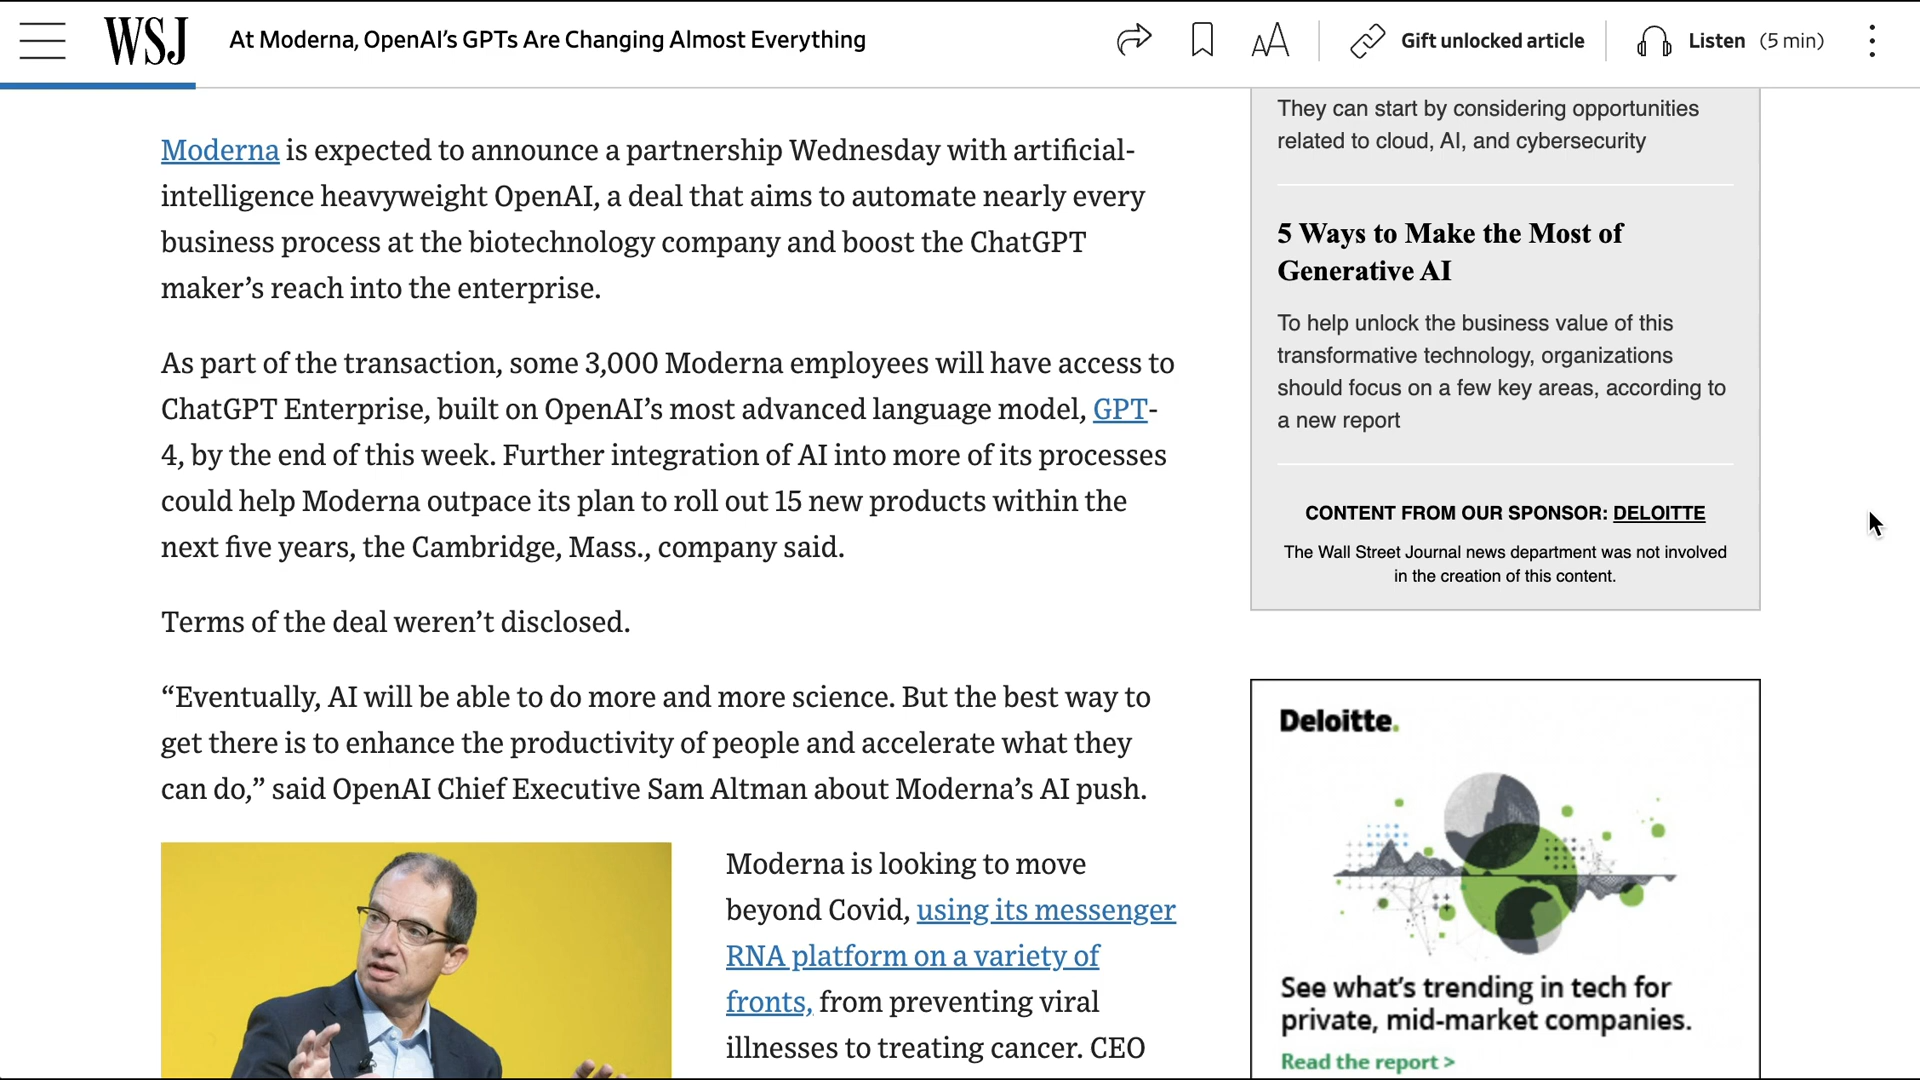 WSJ
At Moderna, OpenAI’s GPTs Are Changing Almost Everything
AA
Gift unlocked article
Listen (5 min)
Moderna is expected to announce a partnership Wednesday with artificial-
intelligence heavyweight OpenAI, a deal that aims to automate nearly every
business process at the biotechnology company and boost the ChatGPT
maker’s reach into the enterprise.
As part of the transaction, some 3,000 Moderna employees will have access to
ChatGPT Enterprise, built on OpenAI’s most advanced language model, GPT-
4, by the end of this week. Further integration of AI into more of its processes
could help Moderna outpace its plan to roll out 15 new products within the
next five years, the Cambridge, Mass., company said.
Terms of the deal weren’t disclosed.
“Eventually, AI will be able to do more and more science. But the best way to
get there is to enhance the productivity of people and accelerate what they
can do,” said OpenAI Chief Executive Sam Altman about Moderna’s AI push.
Moderna is looking to move
beyond Covid, using its messenger
RNA platform on a variety of
fronts, from preventing viral
illnesses to treating cancer. CEO
They can start by considering opportunities
related to cloud, AI, and cybersecurity
5 Ways to Make the Most of
Generative AI
To help unlock the business value of this
transformative technology, organizations
should focus on a few key areas, according to
a new report
CONTENT FROM OUR SPONSOR: DELOITTE
The Wall Street Journal news department was not involved
in the creation of this content.
Deloitte.
See what’s trending in tech for
private, mid-market companies.
Read the report >